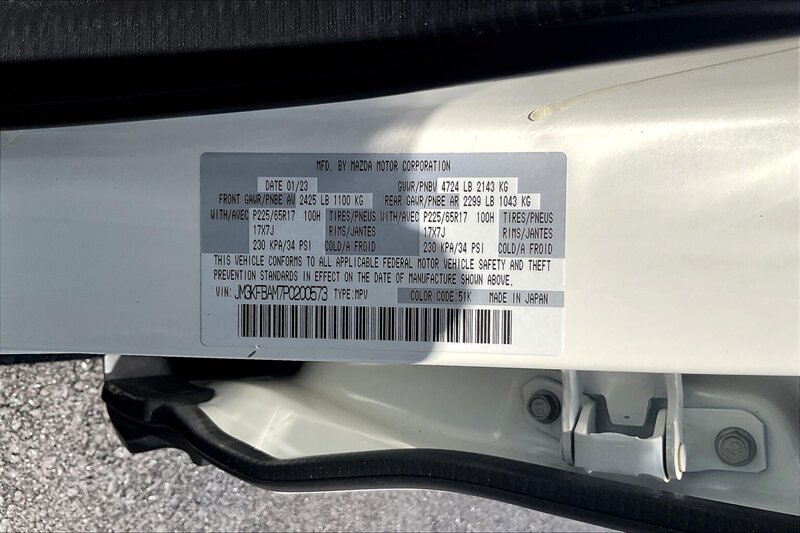 MFD. BY MAZDA MOTOR CORPORATION
DATE 01/23 GVWR/PNBV 4724 LB 2143 KG
FRONT GAWR/PNBE AV 2425 LB 1100 KG REAR GAWR/PNBE AR 2299 LB 1043 KG
WITH/AVEC P225/65R17 100H TIRES/PNEUS WITH/AVEC P225/65R17 100H TIRES/PNEUS
17X7J RIMS/JANTES 17X7J RIMS/JANTES
230 KPA/34 PSI COLD/A FROID 230 KPA/34 PSI COLD/A FROID
THIS VEHICLE CONFORMS TO ALL APPLICABLE FEDERAL MOTOR VEHICLE SAFETY AND THEFT
PREVENTION STANDARDS IN EFFECT ON THE DATE OF MANUFACTURE SHOWN ABOVE.
VIN: JM3KFBAM7P0200573 TYPE:MPV COLOR CODE:51K MADE IN JAPAN